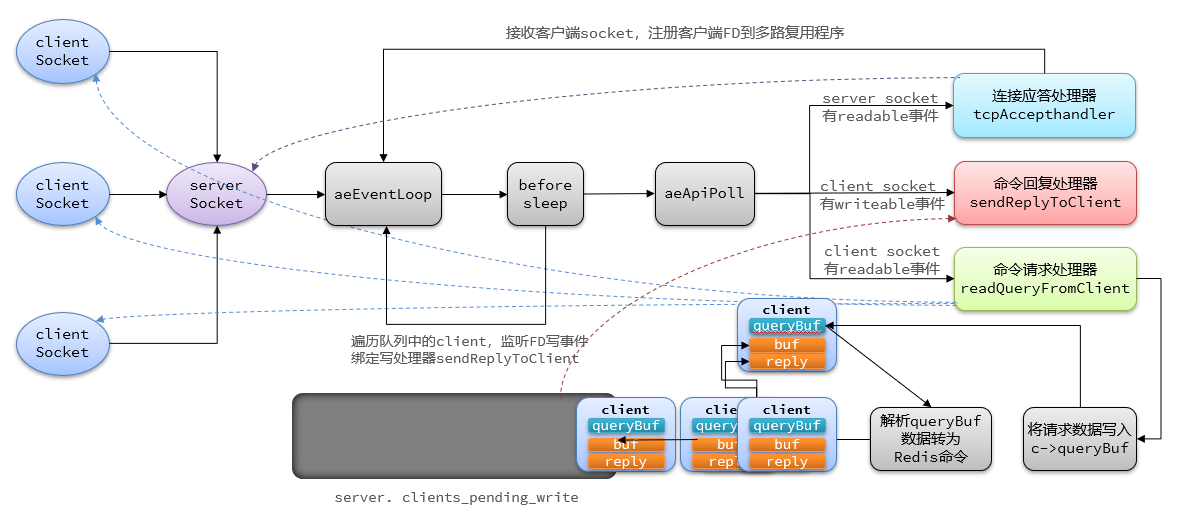 接收客户端socket，注册客户端FD到多路复用程序
client
Socket
连接应答处理器
tcpAccepthandler
server socket
有readable事件
client
Socket
server
Socket
aeEventLoop
before
sleep
aeApiPoll
client socket
有writeable事件
命令回复处理器
sendReplyToClient
client socket
有readable事件
命令请求处理器
readQueryFromClient
client
Socket
遍历队列中的client，监听FD写事件
绑定写处理器sendReplyToClient
client
queryBuf
buf
reply
client
queryBuf
buf
reply
clie
query
buf
repl
client
queryBuf
buf
reply
解析queryBuf
数据转为
Redis命令
将请求数据写入
c->queryBuf
server. clients_pending_write